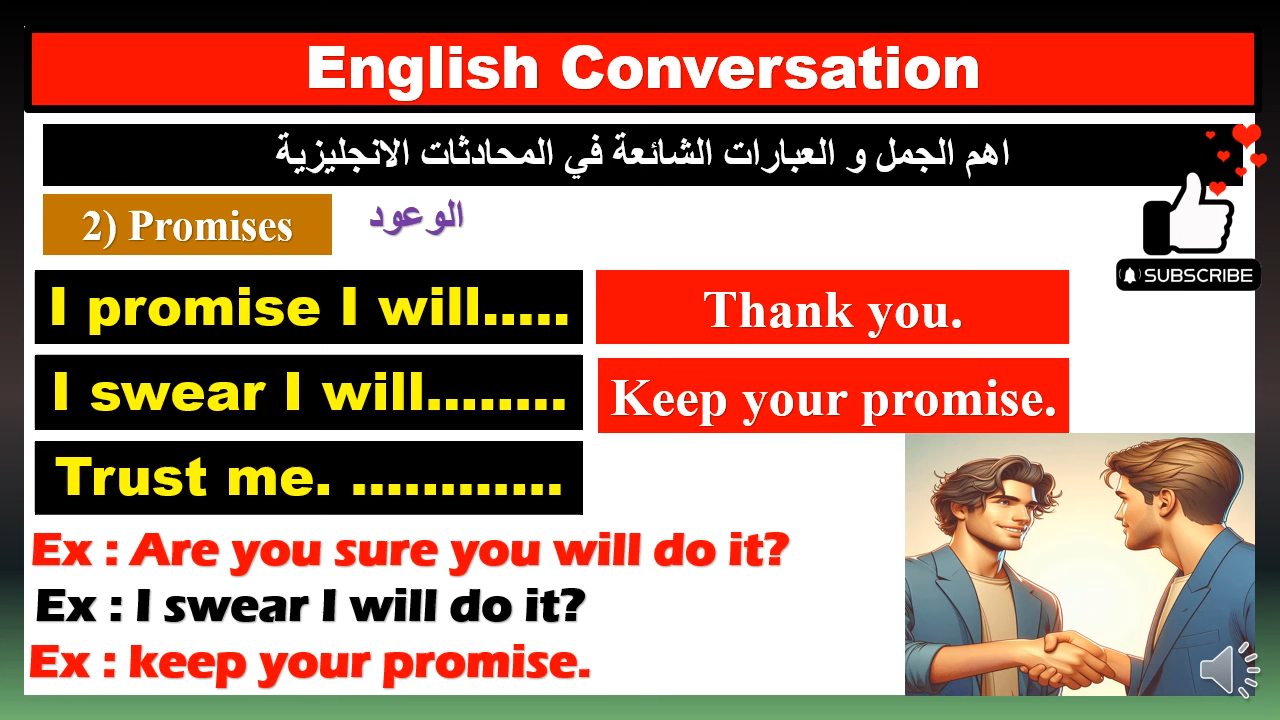 English Conversation
اهم الجمل و العبارات الشائعة في المحادثات الانجليزية
2) Promises
الوعود
SUBSCRIBE
I promise I will.....
Thank you.
I swear I will........
Keep your promise.
Trust me. ............
Ex : Are you sure you will do it?
Ex : I swear I will do it?
Ex : keep your promise.